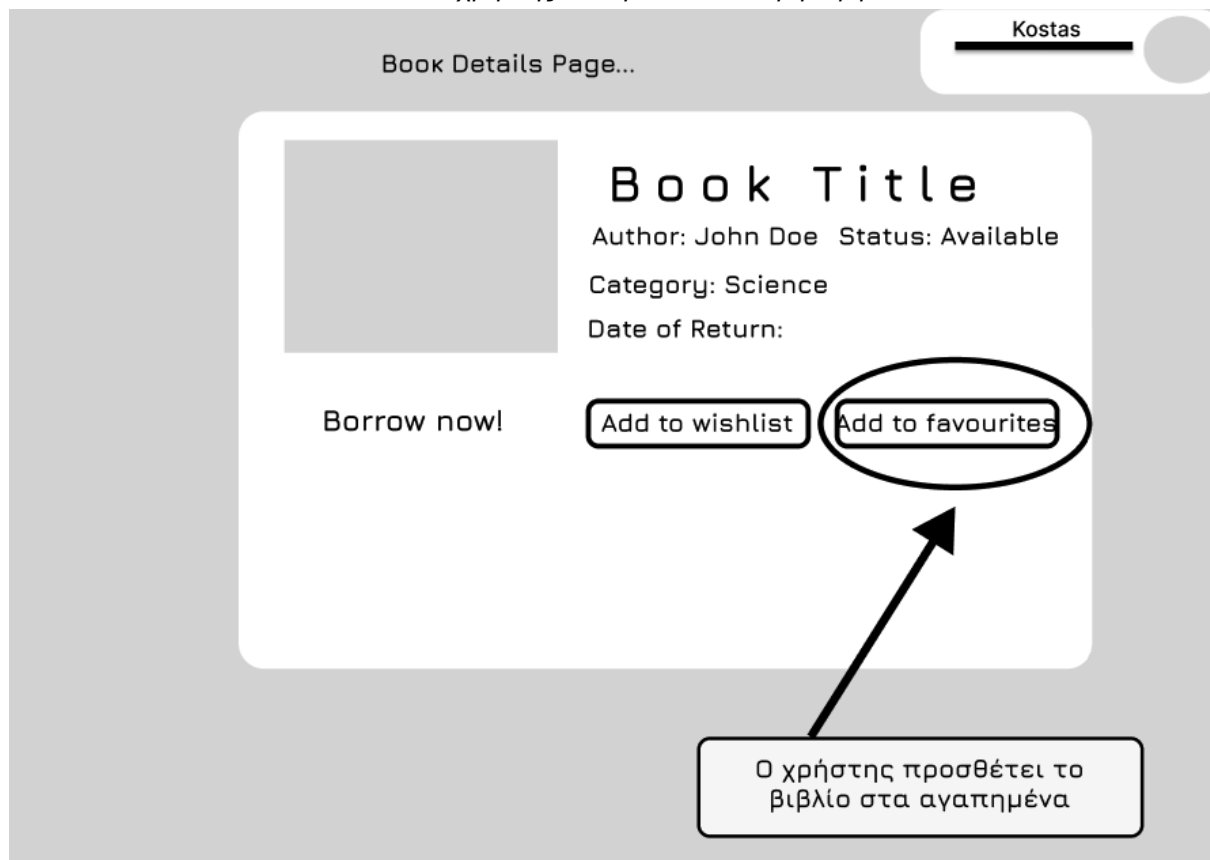 Kostas
Book Details Page...
Book Title
Author: John Doe Status: Available
Category: Science
Date of Return:
Borrow now! Add to wishlist Add to favourites
Ο χρήστης προσθέτει το
βιβλίο στα αγαπημένα